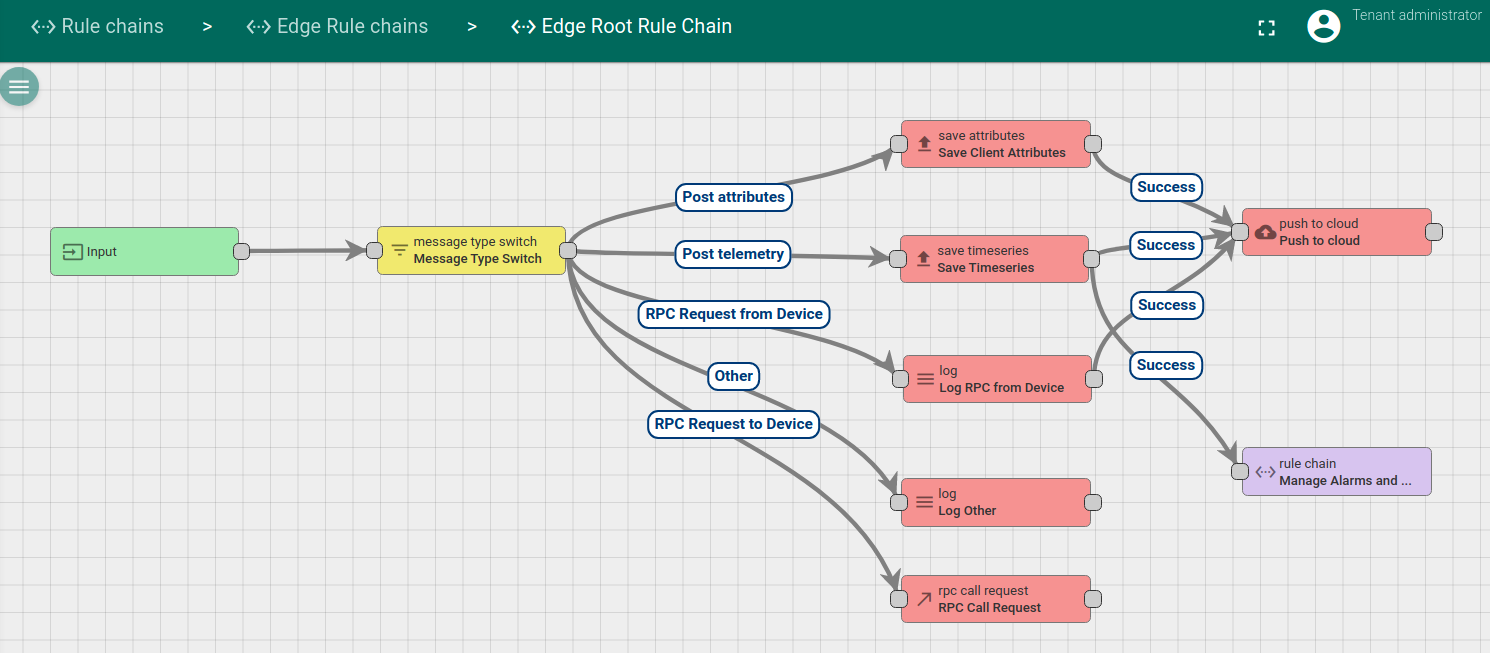 Rule chains > Edge Rule chains > Edge Root Rule Chain
Tenant administrator
Input
message type switch
Message Type Switch
Post attributes
Post telemetry
RPC Request from Device
Other
RPC Request to Device
save attributes
Save Client Attributes
save timeseries
Save Timeseries
log
Log RPC from Device
log
Log Other
rpc call request
RPC Call Request
Success
Success
Success
Success
push to cloud
Push to cloud
rule chain
Manage Alarms and ...